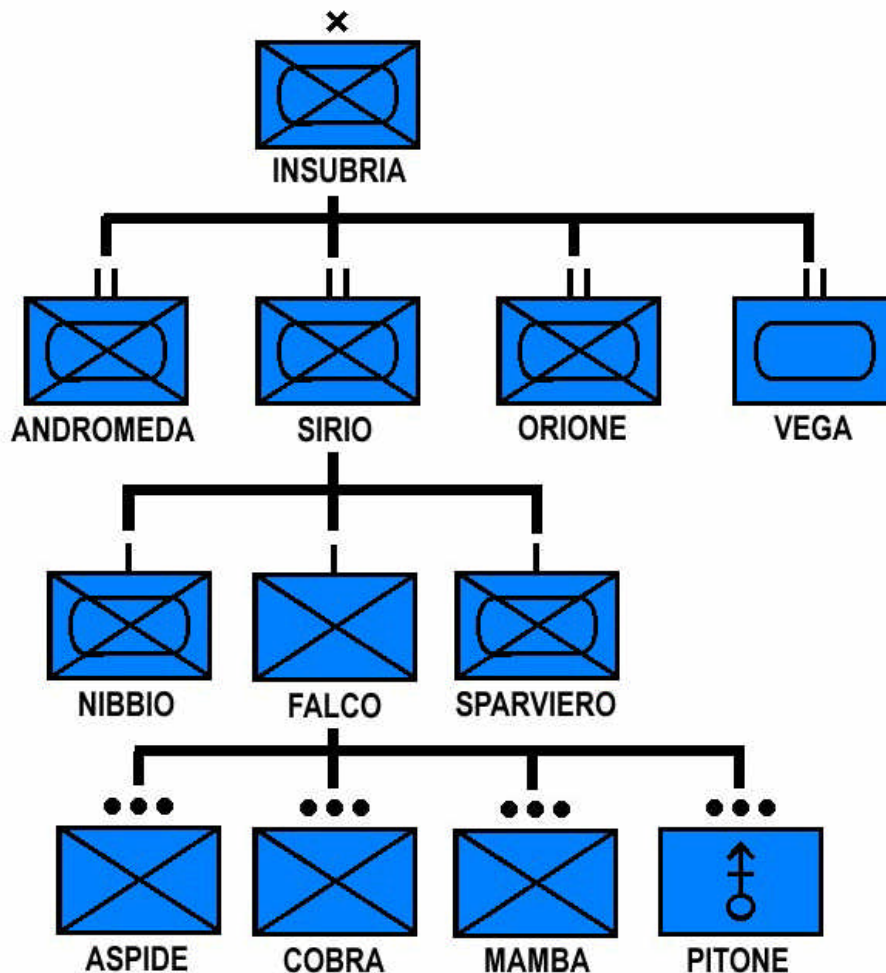 INSUBRIA
ANDROMEDA
SIRIO
ORIONE
VEGA
NIBBIO
FALCO
SPARVIERO
ASPIDE
COBRA
MAMBA
PITONE